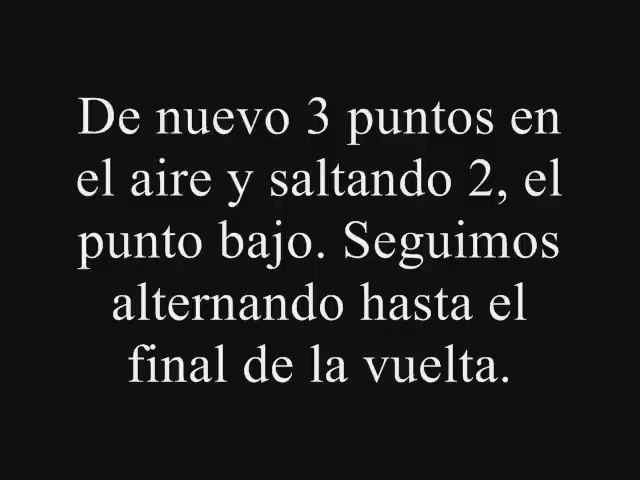 De nuevo 3 puntos en
el aire y saltando 2, el
punto bajo. Seguimos
alternando hasta el
final de la vuelta.